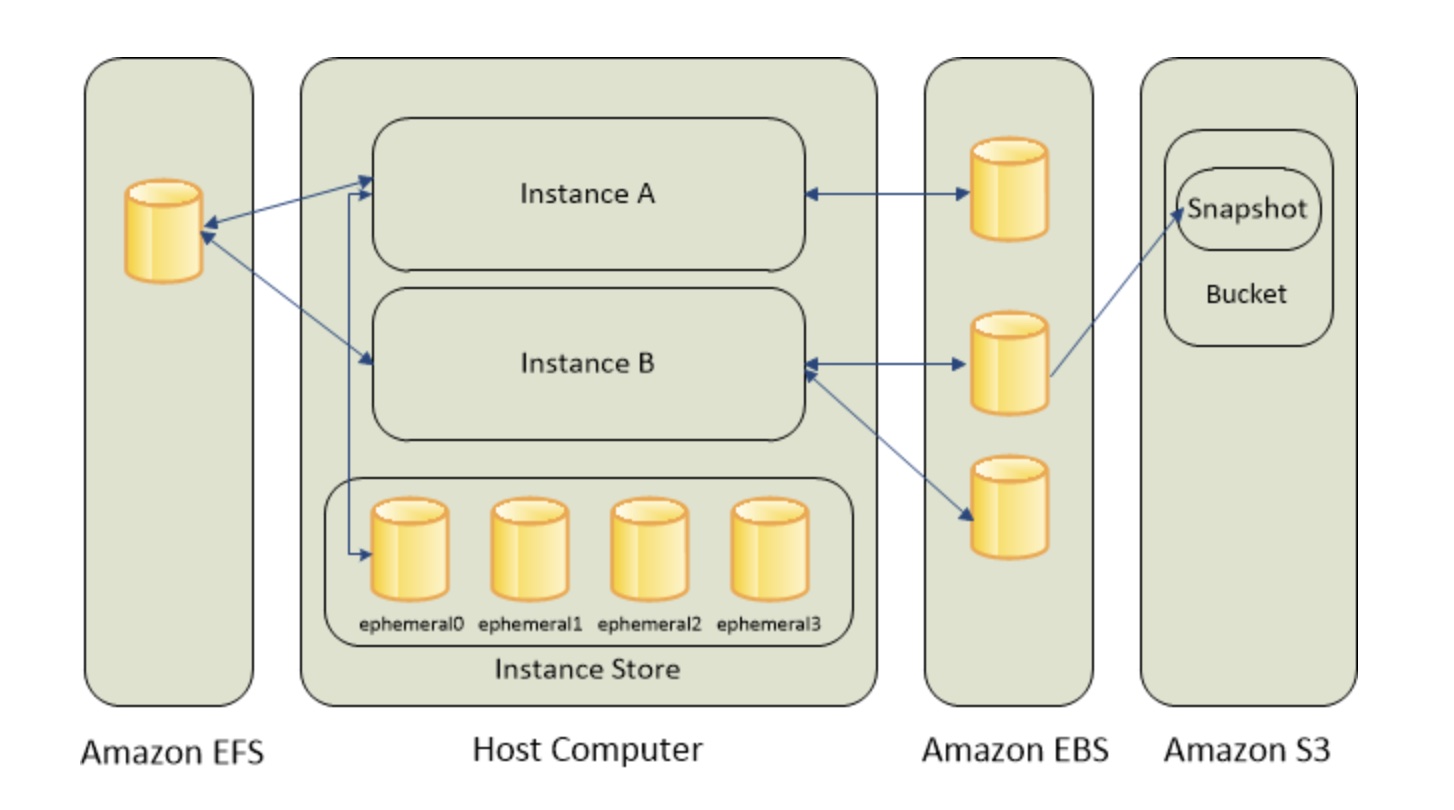 Instance A
Instance B
ephemeral0 ephemeral1 ephemeral2 ephemeral3
Instance Store
Snapshot
Bucket
Amazon EFS
Host Computer
Amazon EBS
Amazon S3